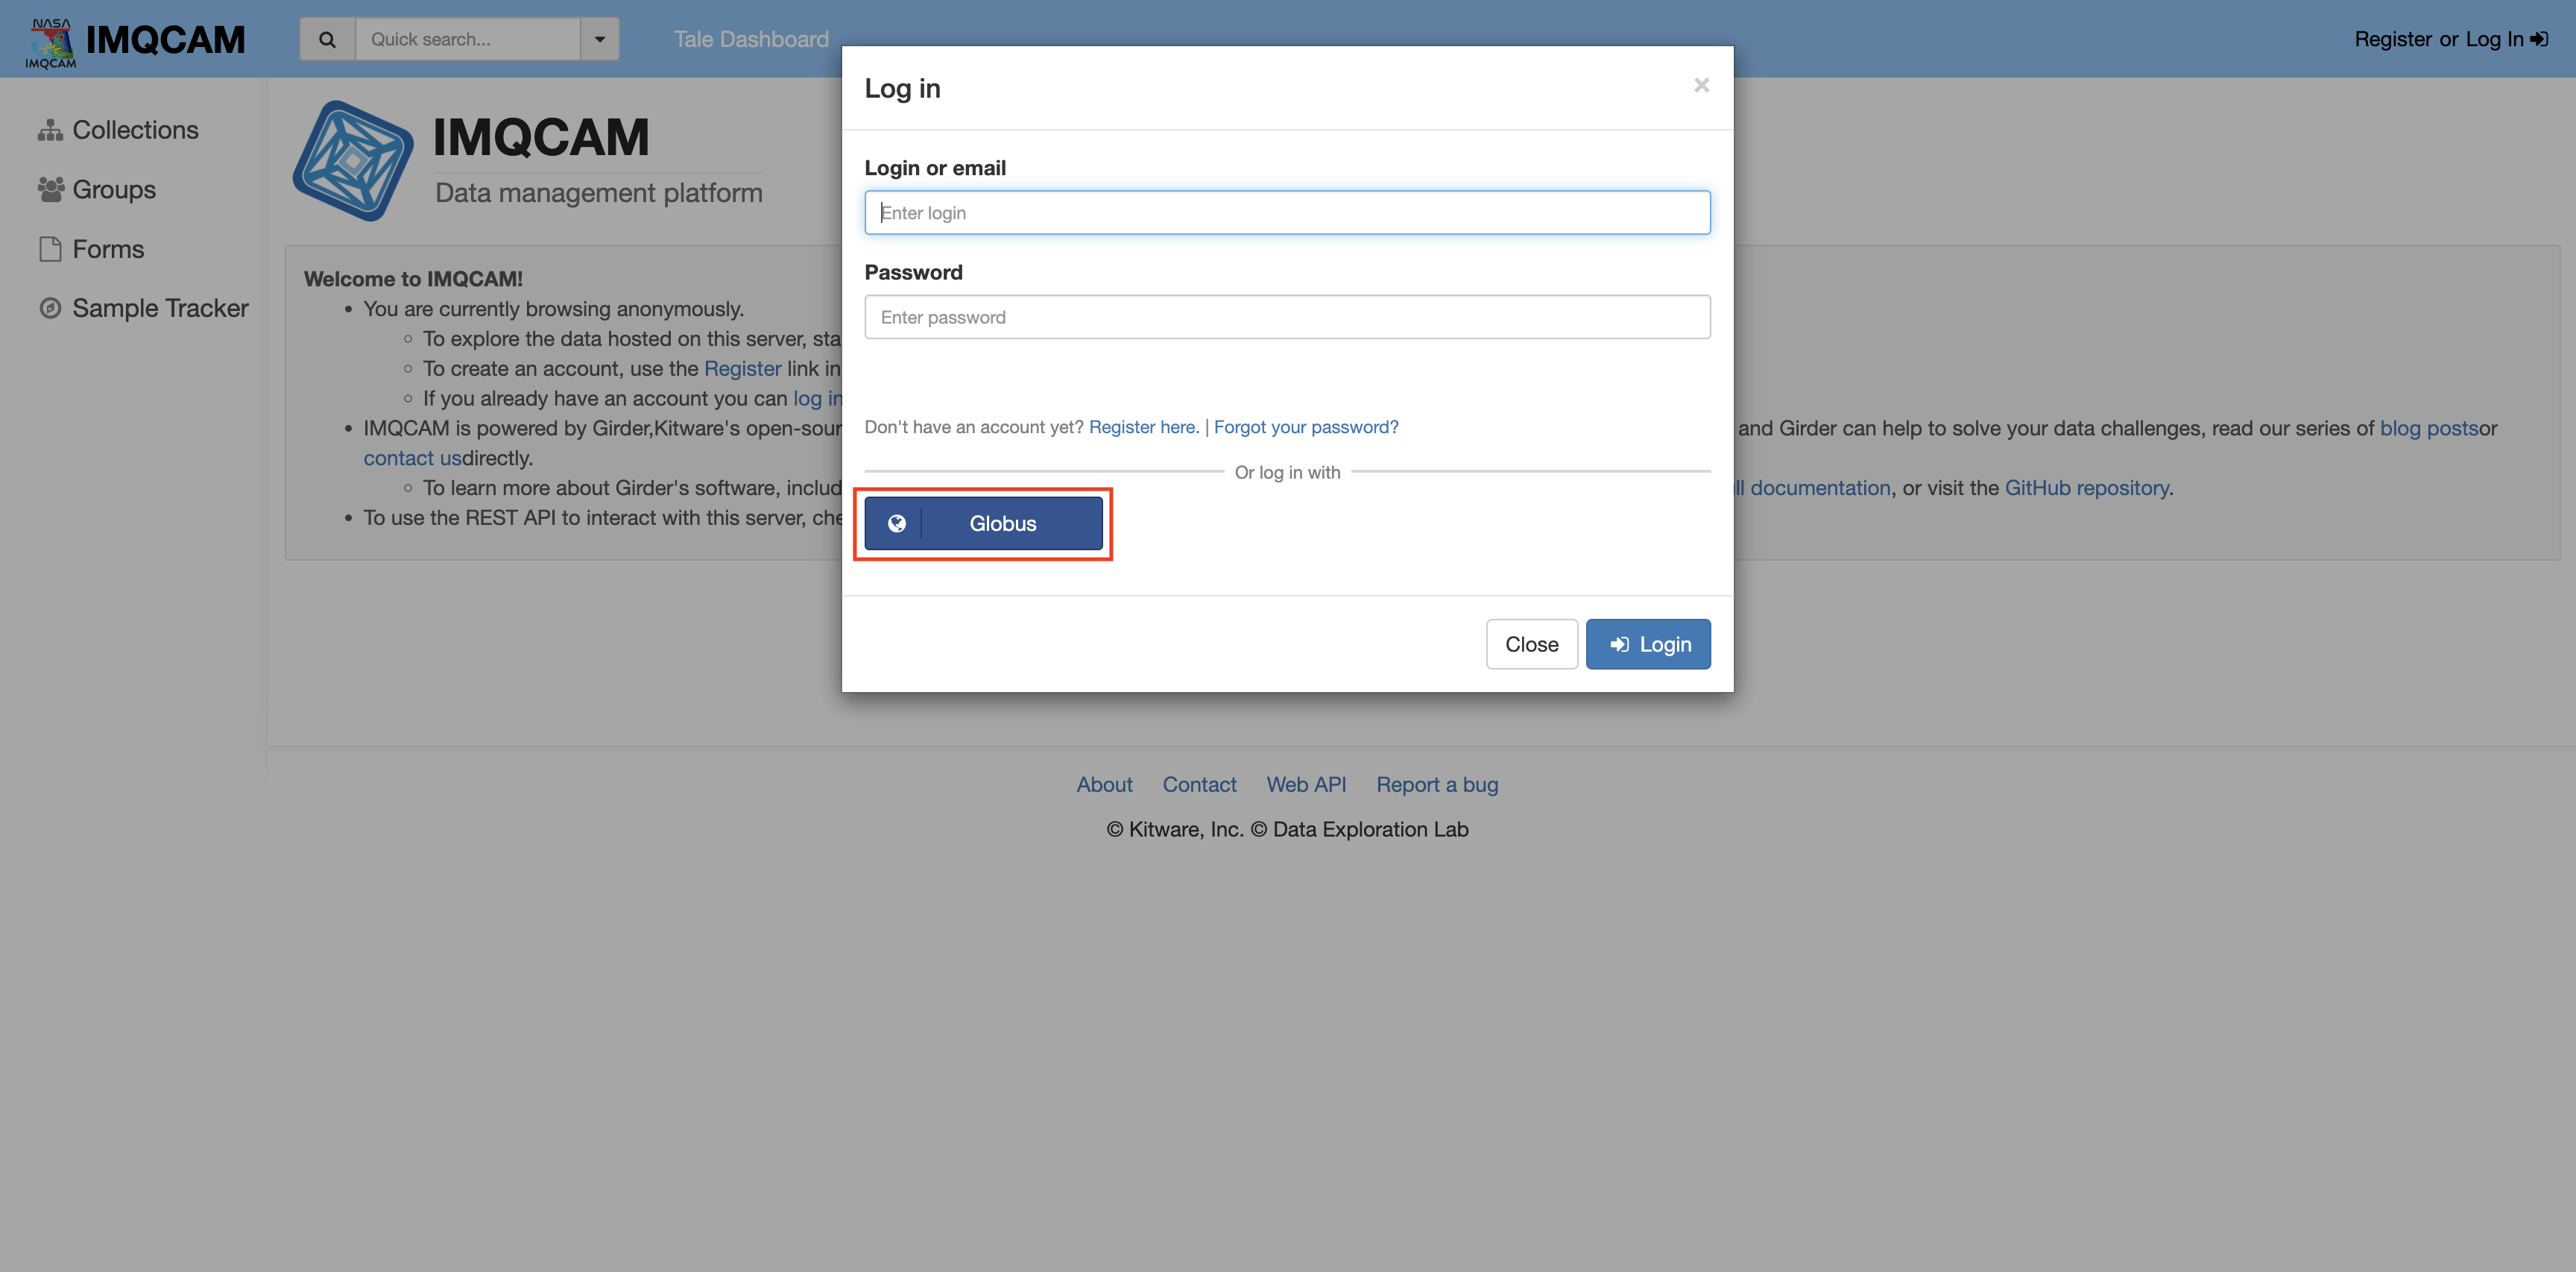 NASA
IMQCAM
IMQCAM
Quick search...
Tale Dashboard
Register or Log In
Collections
Groups
Forms
Sample Tracker
IMQCAM
Data management platform
Welcome to IMQCAM!
You are currently browsing anonymously.
To explore the data hosted on this server, sta
To create an account, use the Register link in
If you already have an account you can log in
IMQCAM is powered by Girder,Kitware's open-sour
and Girder can help to solve your data challenges, read our series of blog postsor
contact usdirectly.
To learn more about Girder's software, includ
ll documentation, or visit the GitHub repository.
To use the REST API to interact with this server, che
Log in
×
Login or email
Enter login
Password
Enter password
Don't have an account yet? Register here. | Forgot your password?
Or log in with
Globus
Close
Login
About Contact Web API Report a bug
© Kitware, Inc. © Data Exploration Lab